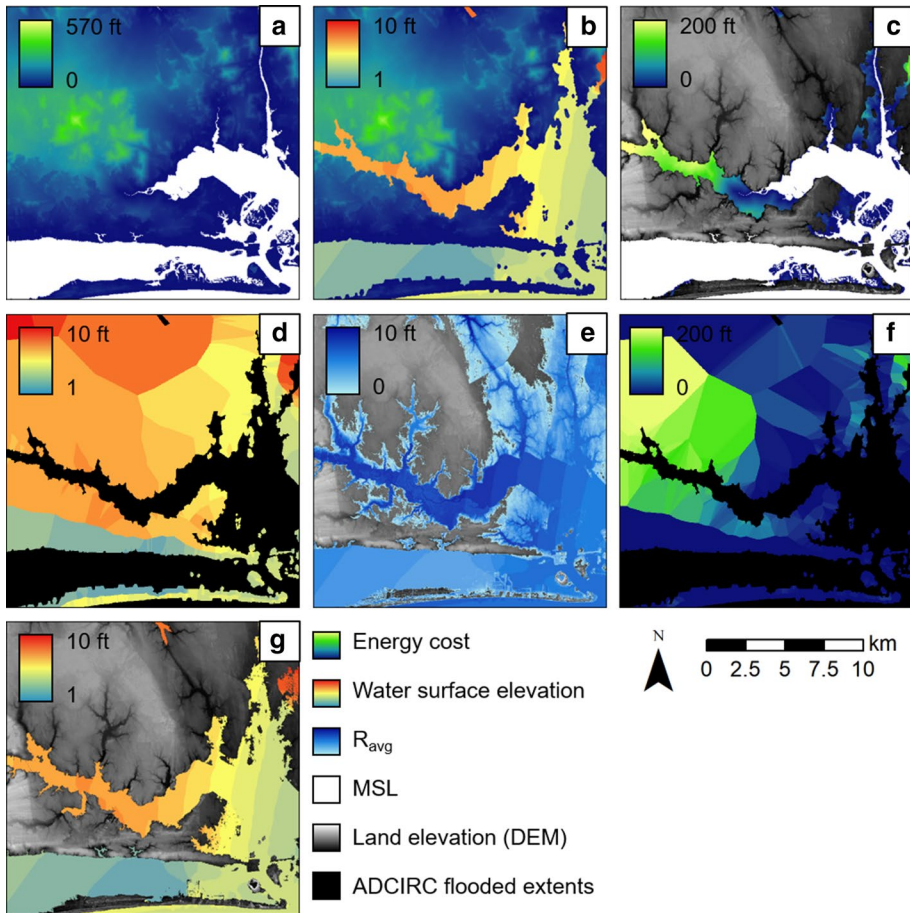 a
570 ft
0
b
10 ft
1
c
200 ft
0
d
10 ft
1
e
10 ft
0
f
200 ft
0
g
10 ft
1
Energy cost
Water surface elevation
Ravg
MSL
Land elevation (DEM)
ADCIRC flooded extents
N
km
0 2.5 5 7.5 10